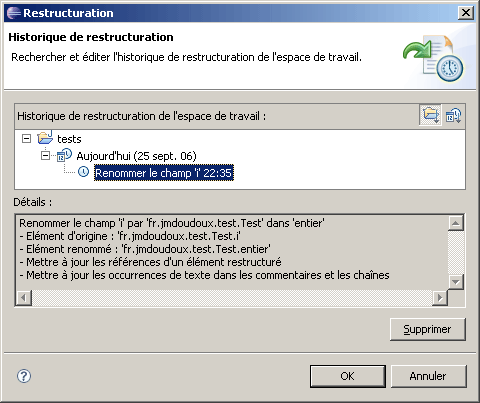 Restructuration
Historique de restructuration
Rechercher et éditer l'historique de restructuration de l'espace de travail.
Historique de restructuration de l'espace de travail :
tests
Aujourd'hui (25 sept. 06)
Renommer le champ 'i' 22:35
Détails :
Renommer le champ 'i' par 'fr.jmdoudoux.test.Test' dans 'entier'
- Elément d'origine : 'fr.jmdoudoux.test.Test.i'
- Elément renommé : 'fr.jmdoudoux.test.Test.entier'
- Mettre à jour les références d'un élément restructuré
- Mettre à jour les occurrences de texte dans les commentaires et les chaînes
Supprimer
OK
Annuler